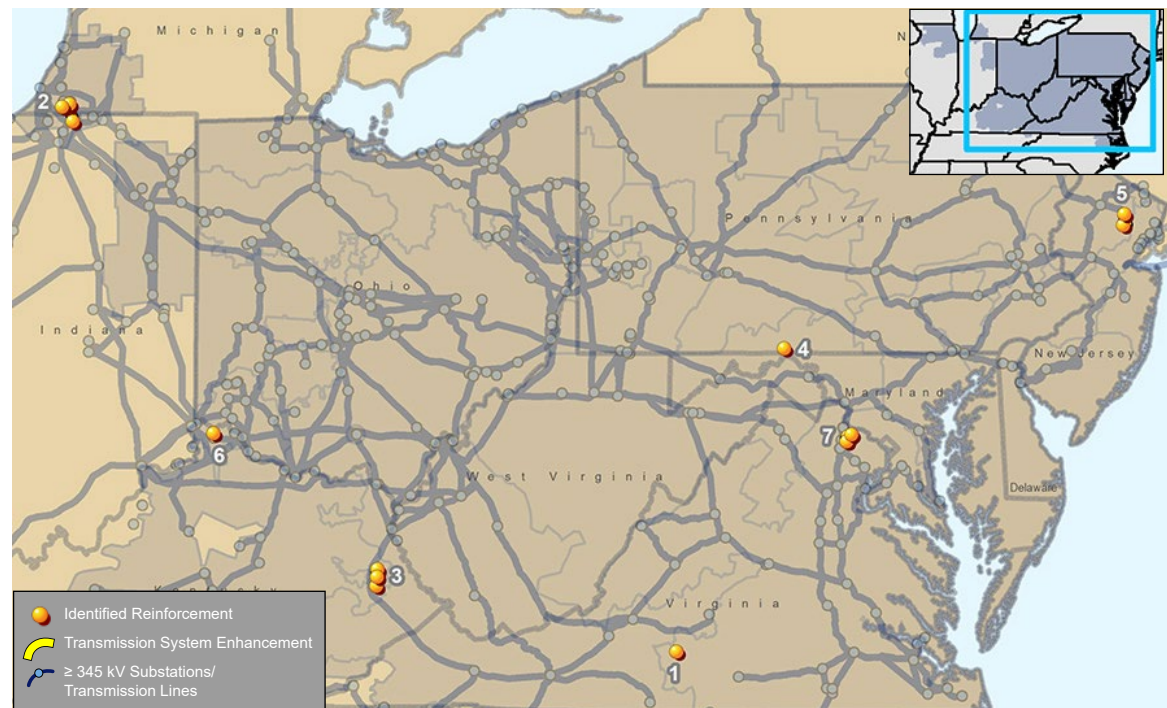 Michigan
N
2
5
Pennsylvania
Ohio
Indiana
4
New Jersey
Maryland
7
6
West Virginia
Delaware
3
Kentucky
Virginia
1
Identified Reinforcement
Transmission System Enhancement
≥ 345 kV Substations/
Transmission Lines